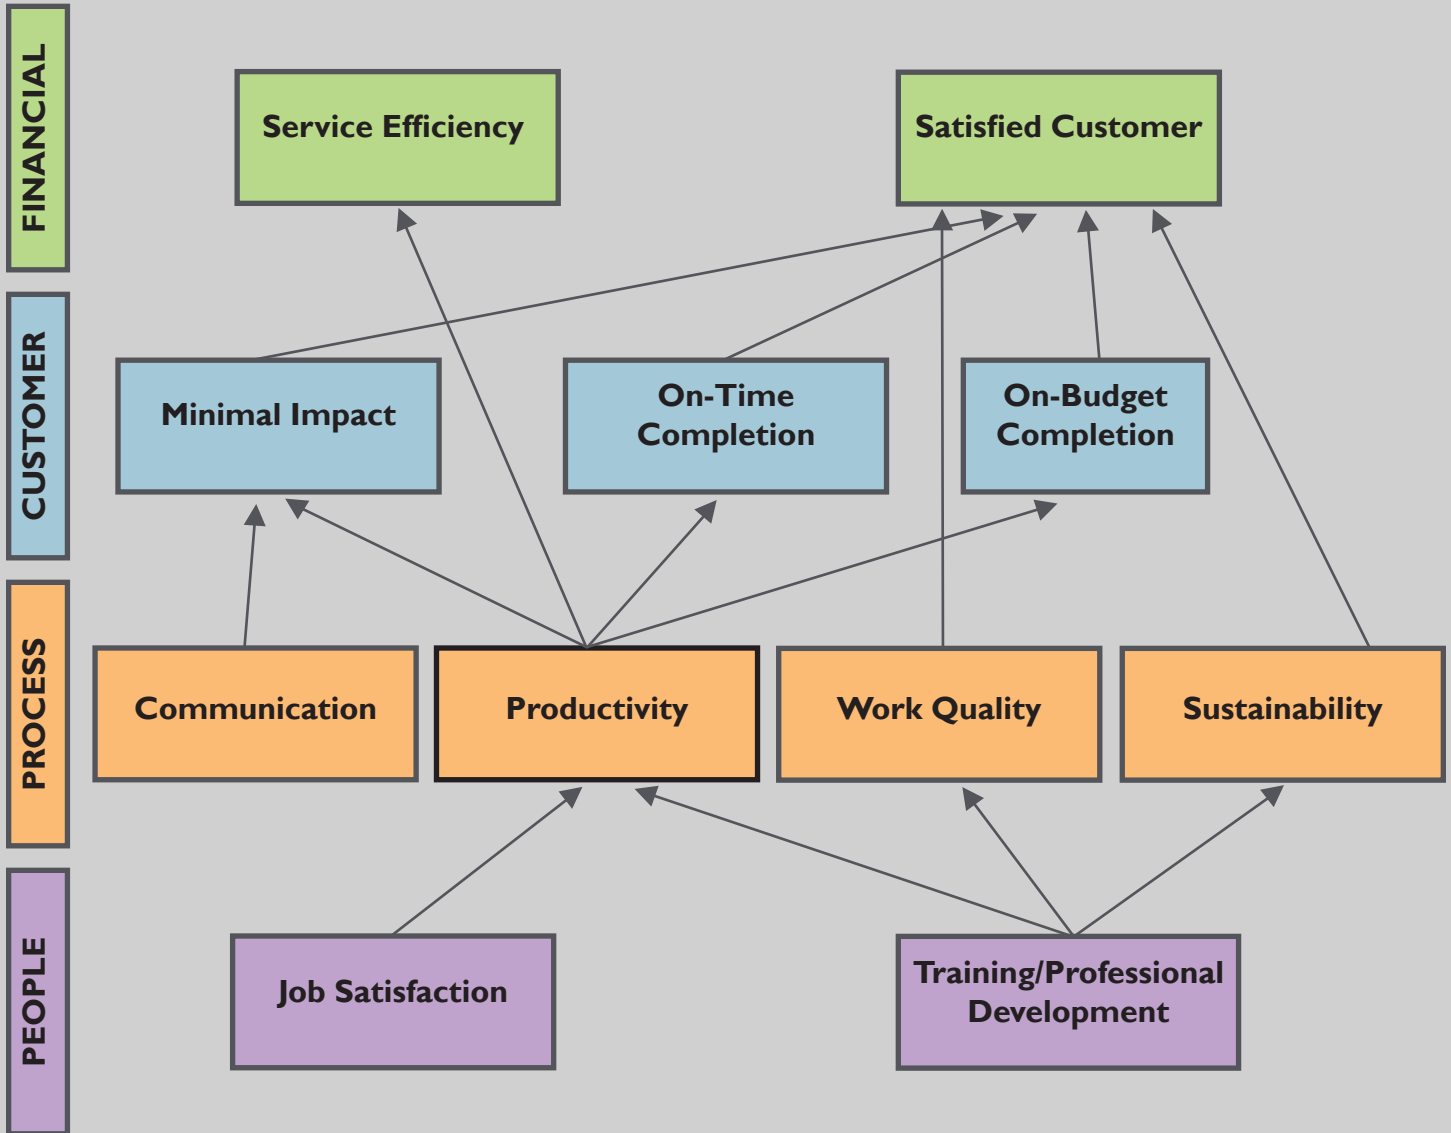 FINANCIAL
Service Efficiency
Satisfied Customer
CUSTOMER
Minimal Impact
On-Time
Completion
On-Budget
Completion
PROCESS
Communication
Productivity
Work Quality
Sustainability
PEOPLE
Job Satisfaction
Training/Professional
Development